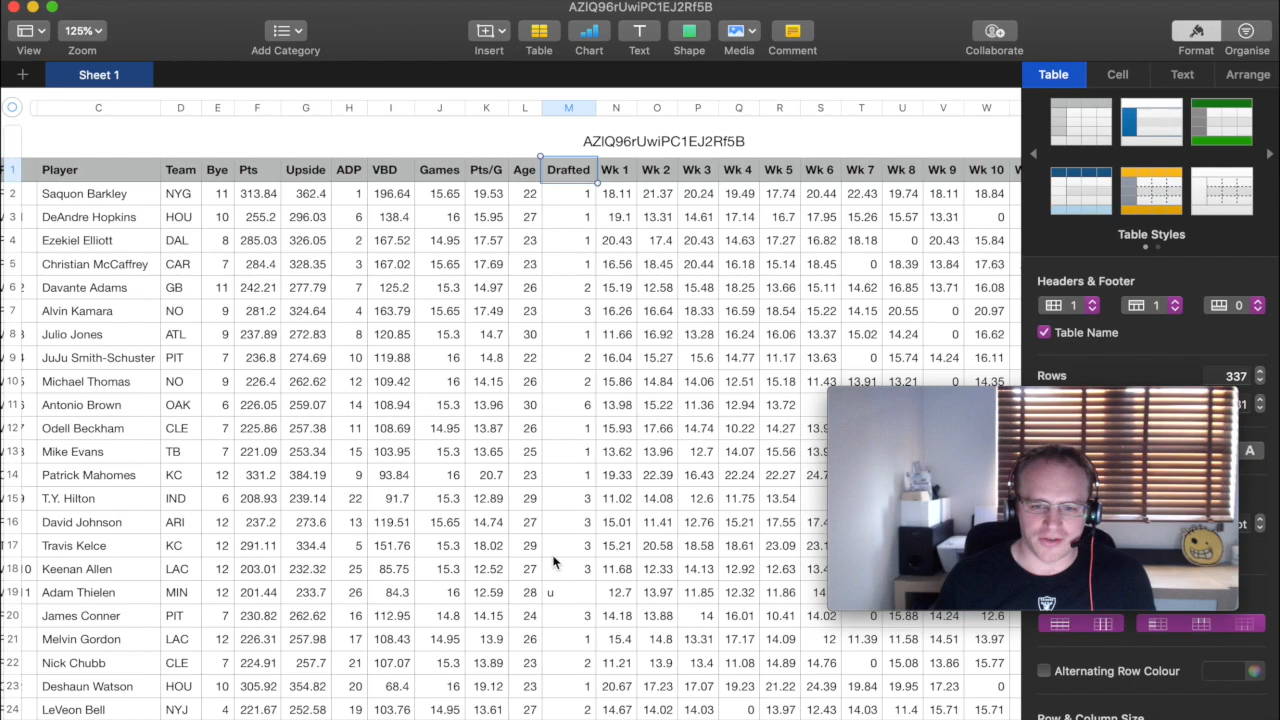 AZIQ96rUwiPC1EJ2Rf5B
View 125% Zoom Add Category Insert Table Chart Text Shape Media Comment Collaborate Format Organise
Sheet 1
Table Cell Text Arrange
C D E F G H I J K L M N O P Q R S T U V W
AZIQ96rUwiPC1EJ2Rf5B
1 Player Team Bye Pts Upside ADP VBD Games Pts/G Age Drafted Wk 1 Wk 2 Wk 3 Wk 4 Wk 5 Wk 6 Wk 7 Wk 8 Wk 9 Wk 10
2 Saquon Barkley NYG 11 313.84 362.4 1 196.64 15.65 19.53 22 1 18.11 21.37 20.24 19.49 17.74 20.44 22.43 19.74 18.11 18.84
3 DeAndre Hopkins HOU 10 255.2 296.03 6 138.4 16 15.95 27 1 19.1 13.31 14.61 17.14 16.7 17.95 15.26 15.57 13.31 0
4 Ezekiel Elliott DAL 8 285.03 326.05 2 167.52 14.95 17.57 23 1 20.43 17.4 20.44 14.63 17.27 16.82 18.18 0 20.43 15.84
5 Christian McCaffrey CAR 7 284.4 328.35 3 167.02 15.65 17.69 23 1 16.56 18.45 20.44 16.18 15.14 18.45 0 18.39 13.84 17.63
6 Davante Adams GB 11 242.21 277.79 7 125.2 15.3 14.97 26 2 15.19 12.58 15.48 18.25 13.66 15.11 14.62 16.85 13.71 16.08
7 Alvin Kamara NO 9 281.2 324.64 4 163.79 15.65 17.49 23 3 16.26 16.64 18.33 19.59 18.54 15.22 14.15 20.55 0 20.97
8 Julio Jones ATL 9 237.89 272.83 8 120.85 15.3 14.7 30 1 11.66 16.92 13.28 16.24 16.06 13.37 15.02 14.24 0 16.62
9 JuJu Smith-Schuster PIT 7 236.8 274.69 10 119.88 16 14.8 22 2 16.04 15.27 15.6 14.77 11.17 13.63 0 15.74 14.24 16.11
10 Michael Thomas NO 9 226.4 262.62 12 109.42 16 14.15 26 2 15.86 14.84 14.06 12.51 15.18 11.43 13.91 13.21 0 14.35
11 Antonio Brown OAK 6 226.05 259.07 14 108.94 15.3 13.96 30 6 13.98 15.22 11.36 12.94 13.72
12 Odell Beckham CLE 7 225.86 257.38 11 108.69 14.95 13.87 26 1 15.93 17.66 14.74 10.22 14.27
13 Mike Evans TB 7 221.09 253.34 15 103.95 15.3 13.65 25 1 13.62 13.96 12.7 14.07 15.56
14 Patrick Mahomes KC 12 331.2 384.19 9 93.84 16 20.7 23 1 19.33 22.39 16.43 22.24 22.27
15 T.Y. Hilton IND 6 208.93 239.14 22 91.7 15.3 12.89 29 3 11.02 14.08 12.6 11.75 13.54
16 David Johnson ARI 12 237.2 273.6 13 119.51 15.65 14.74 27 3 15.01 11.41 12.76 15.21 17.55
17 Travis Kelce KC 12 291.11 334.4 5 151.76 15.3 18.02 29 3 15.21 20.58 18.58 18.61 23.09
18 Keenan Allen LAC 12 203.01 232.32 25 85.75 15.3 12.52 27 3 11.68 12.33 14.13 12.92 12.63
19 Adam Thielen MIN 12 201.44 233.7 26 84.3 16 12.59 28 u 12.7 13.97 11.85 12.32 11.86
20 James Conner PIT 7 230.82 262.62 16 112.95 14.8 14.15 24 3 14.18 13.88 14 16.01 10.41 14.02 0 15.88 14.24 12.6
21 Melvin Gordon LAC 12 226.31 257.98 17 108.43 14.95 13.8 26 1 15.4 14.8 13.31 17.17 14.09 12 11.39 11.58 14.51 13.97
22 Nick Chubb CLE 7 224.91 257.7 21 107.07 15.3 13.89 23 2 11.21 13.9 13.4 11.08 14.89 14.76 0 15.08 13.86 15.77
23 Deshaun Watson HOU 10 305.92 354.82 10 68.4 16 19.12 23 1 20.67 17.23 17.07 19.23 21.22 24.39 19.84 19.95 17.23 0
24 LeVeon Bell NYJ 4 221.67 252.58 19 103.76 14.95 13.61 27 2 14.67 14.02 14.03 0 13.97 12.43 14.03 11.4 15.71 15.71
Table Styles
Headers & Footer
1 1 0
Table Name
Rows 337
A
Alternating Row Colour
Row & Column Size